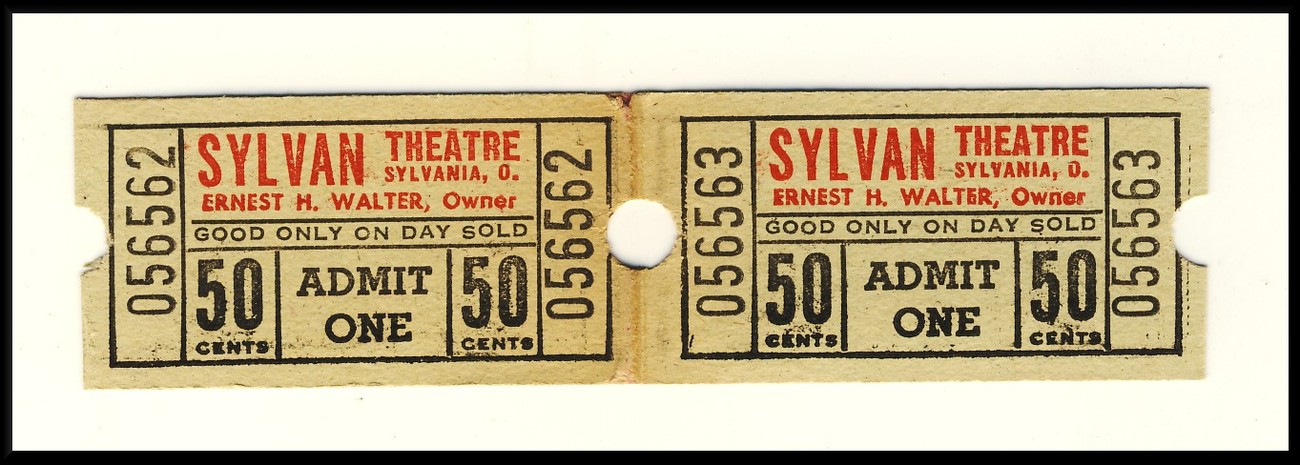 056562
SYLVAN THEATRE
SYLVANIA, O.
ERNEST H. WALTER, Owner
GOOD ONLY ON DAY SOLD
50 CENTS
ADMIT
ONE
50 CENTS
056562
056563
SYLVAN THEATRE
SYLVANIA, O.
ERNEST H. WALTER, Owner
GOOD ONLY ON DAY SOLD
50 CENTS
ADMIT
ONE
50 CENTS
056563